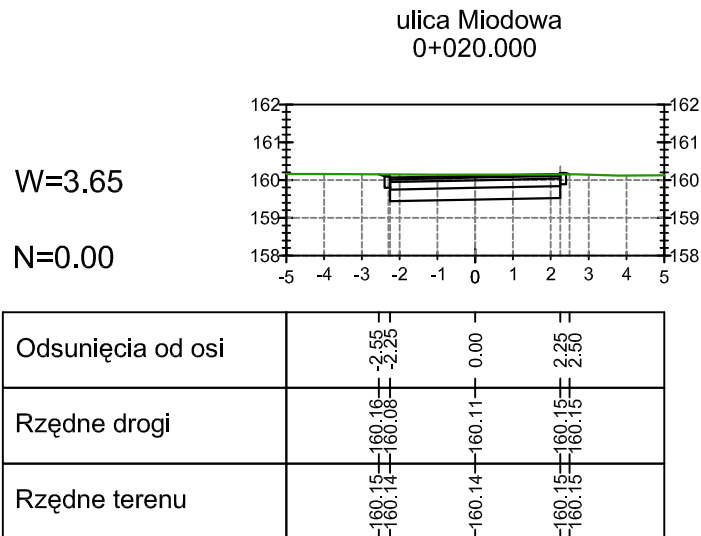 ulica Miodowa
0+020.000
162 162
161 161
W=3.65
160 160
159 159
N=0.00
158 158
-5 -4 -3 -2 -1 0 1 2 3 4 5
Odsunięcia od osi -2.55 -2.25 0.00 2.25 2.50
Rzędne drogi 160.16 160.08 160.11 160.15 160.15
Rzędne terenu 160.15 160.14 160.14 160.15 160.15